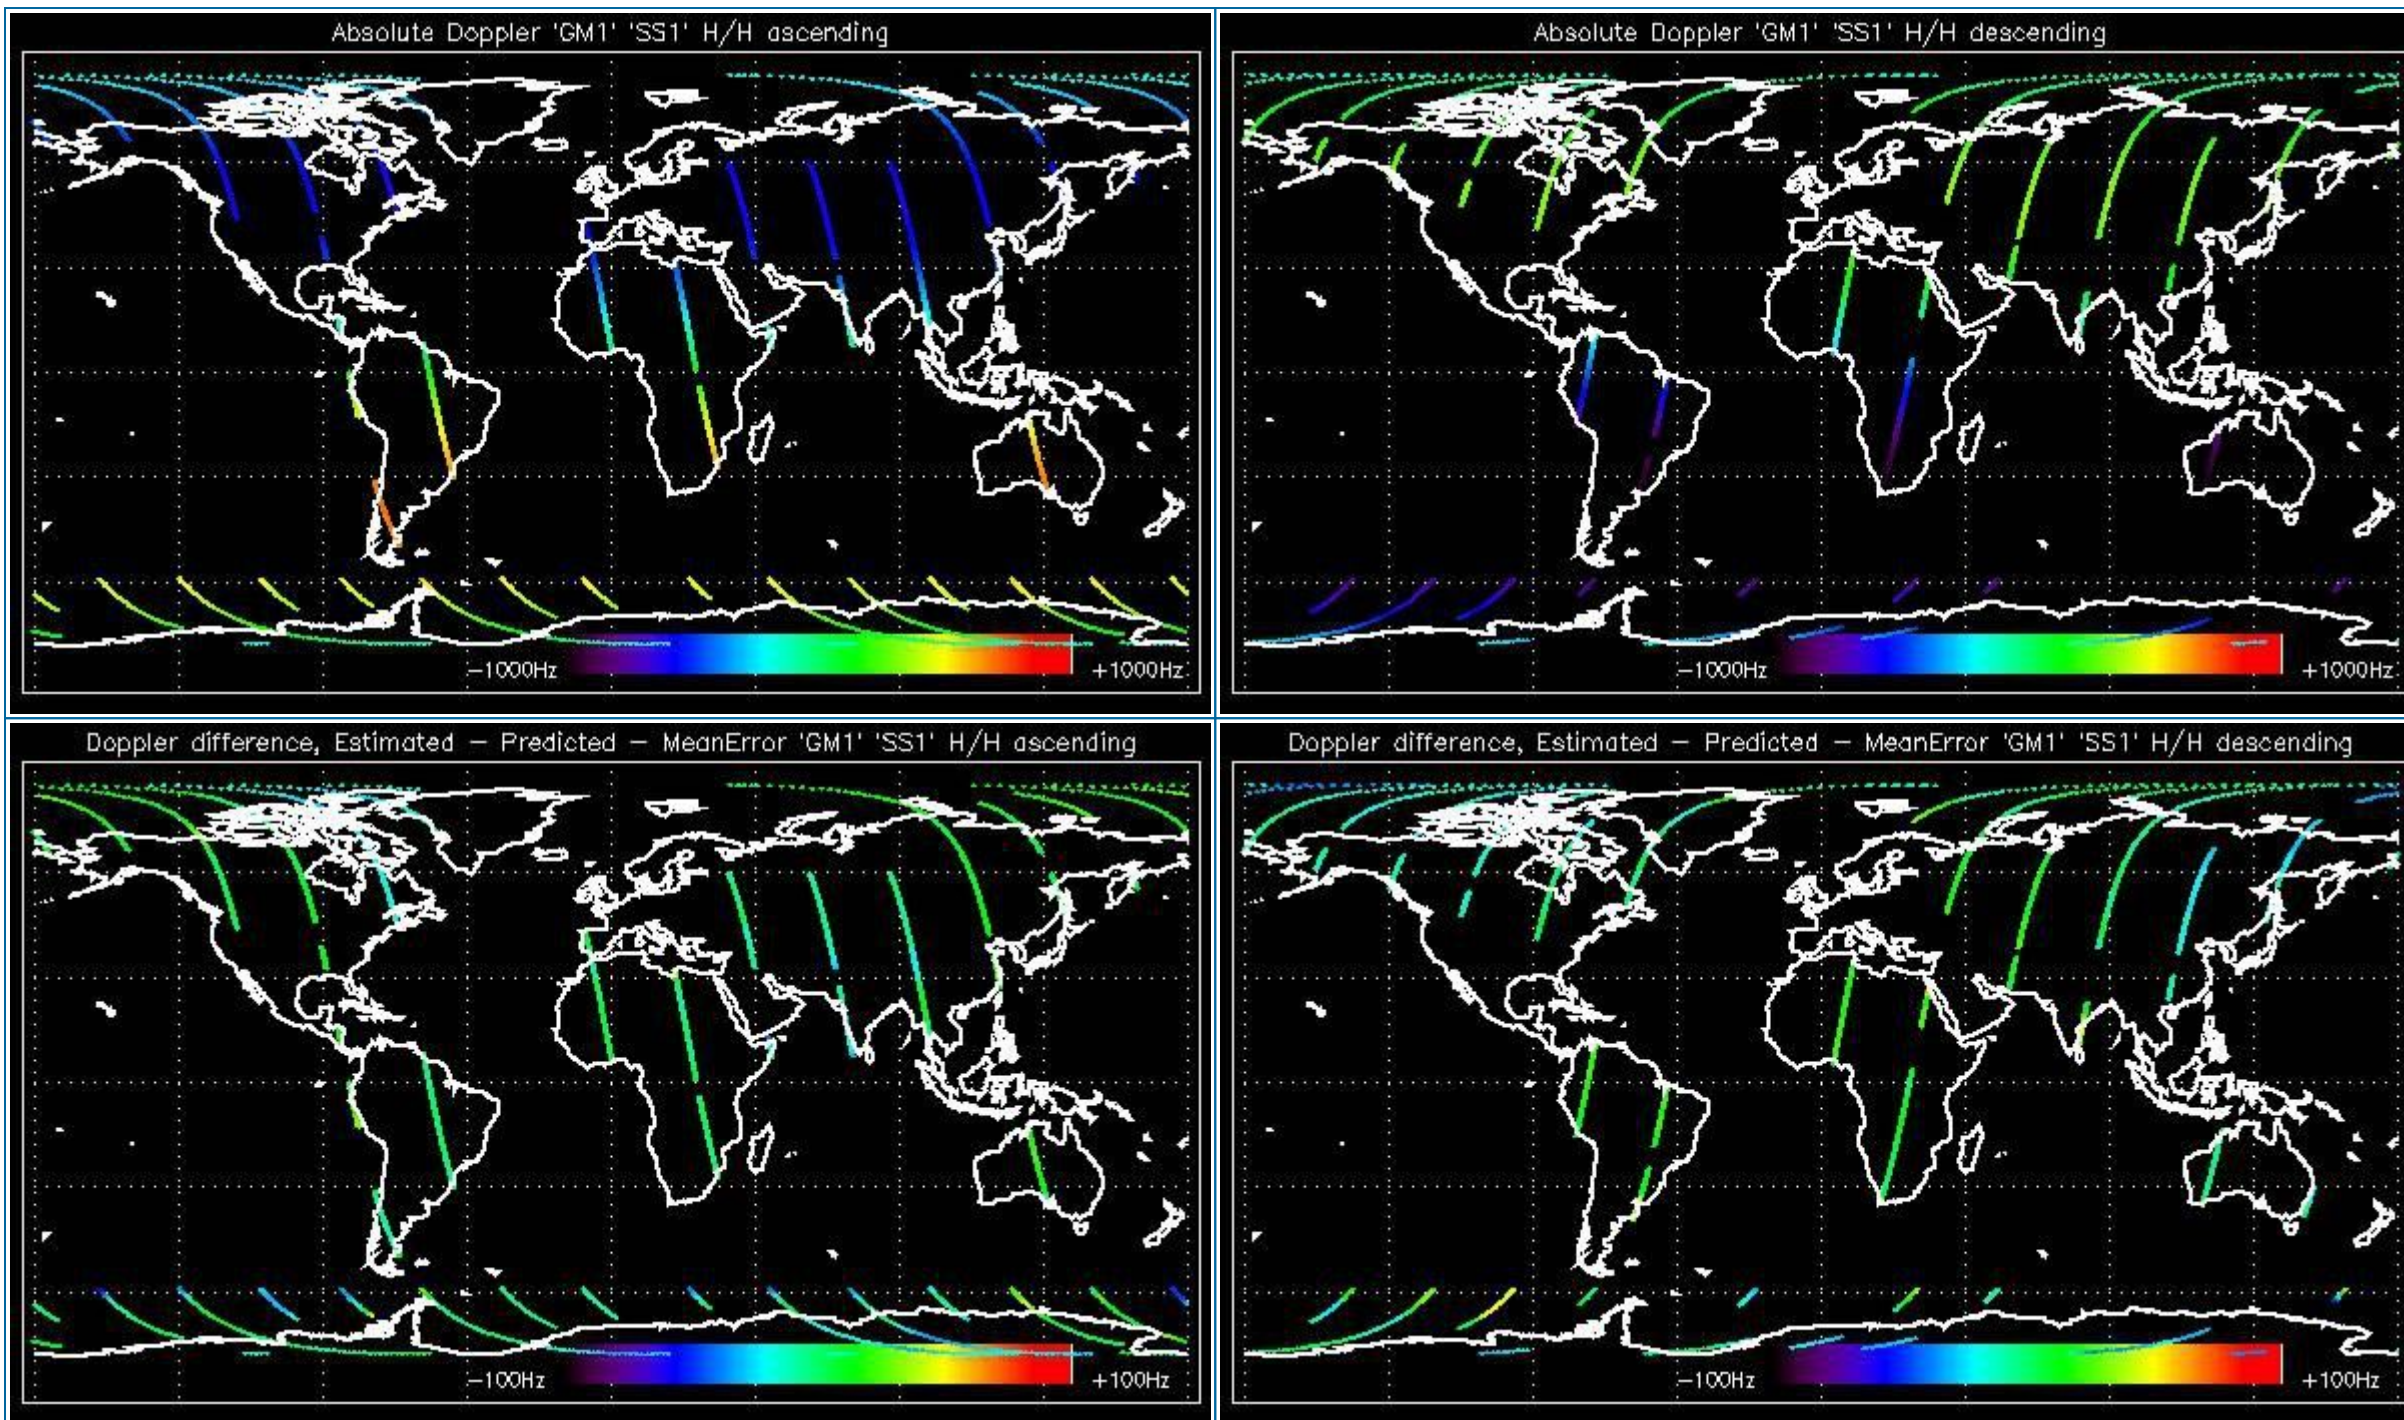 Absolute Doppler 'GM1' 'SS1' H/H ascending
-1000Hz
+1000Hz
Absolute Doppler 'GM1' 'SS1' H/H descending
-1000Hz
+1000Hz
Doppler difference, Estimated - Predicted - MeanError 'GM1' 'SS1' H/H ascending
-100Hz
+100Hz
Doppler difference, Estimated - Predicted - MeanError 'GM1' 'SS1' H/H descending
-100Hz
+100Hz